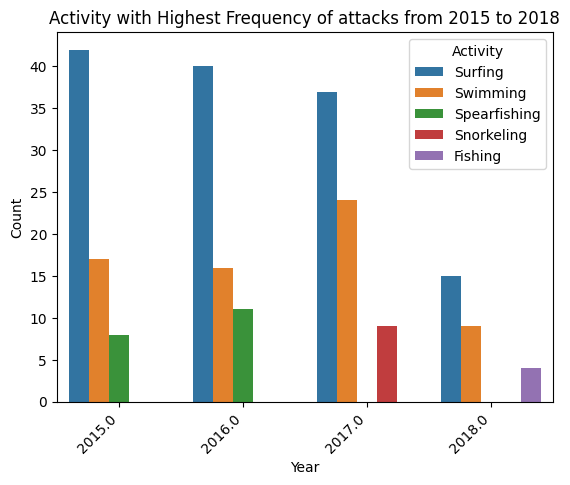 Activity with Highest Frequency of attacks from 2015 to 2018
Activity
Surfing
Swimming
Spearfishing
Snorkeling
Fishing
Count
40
35
30
25
20
15
10
5
0
2015.0
2016.0
2017.0
2018.0
Year